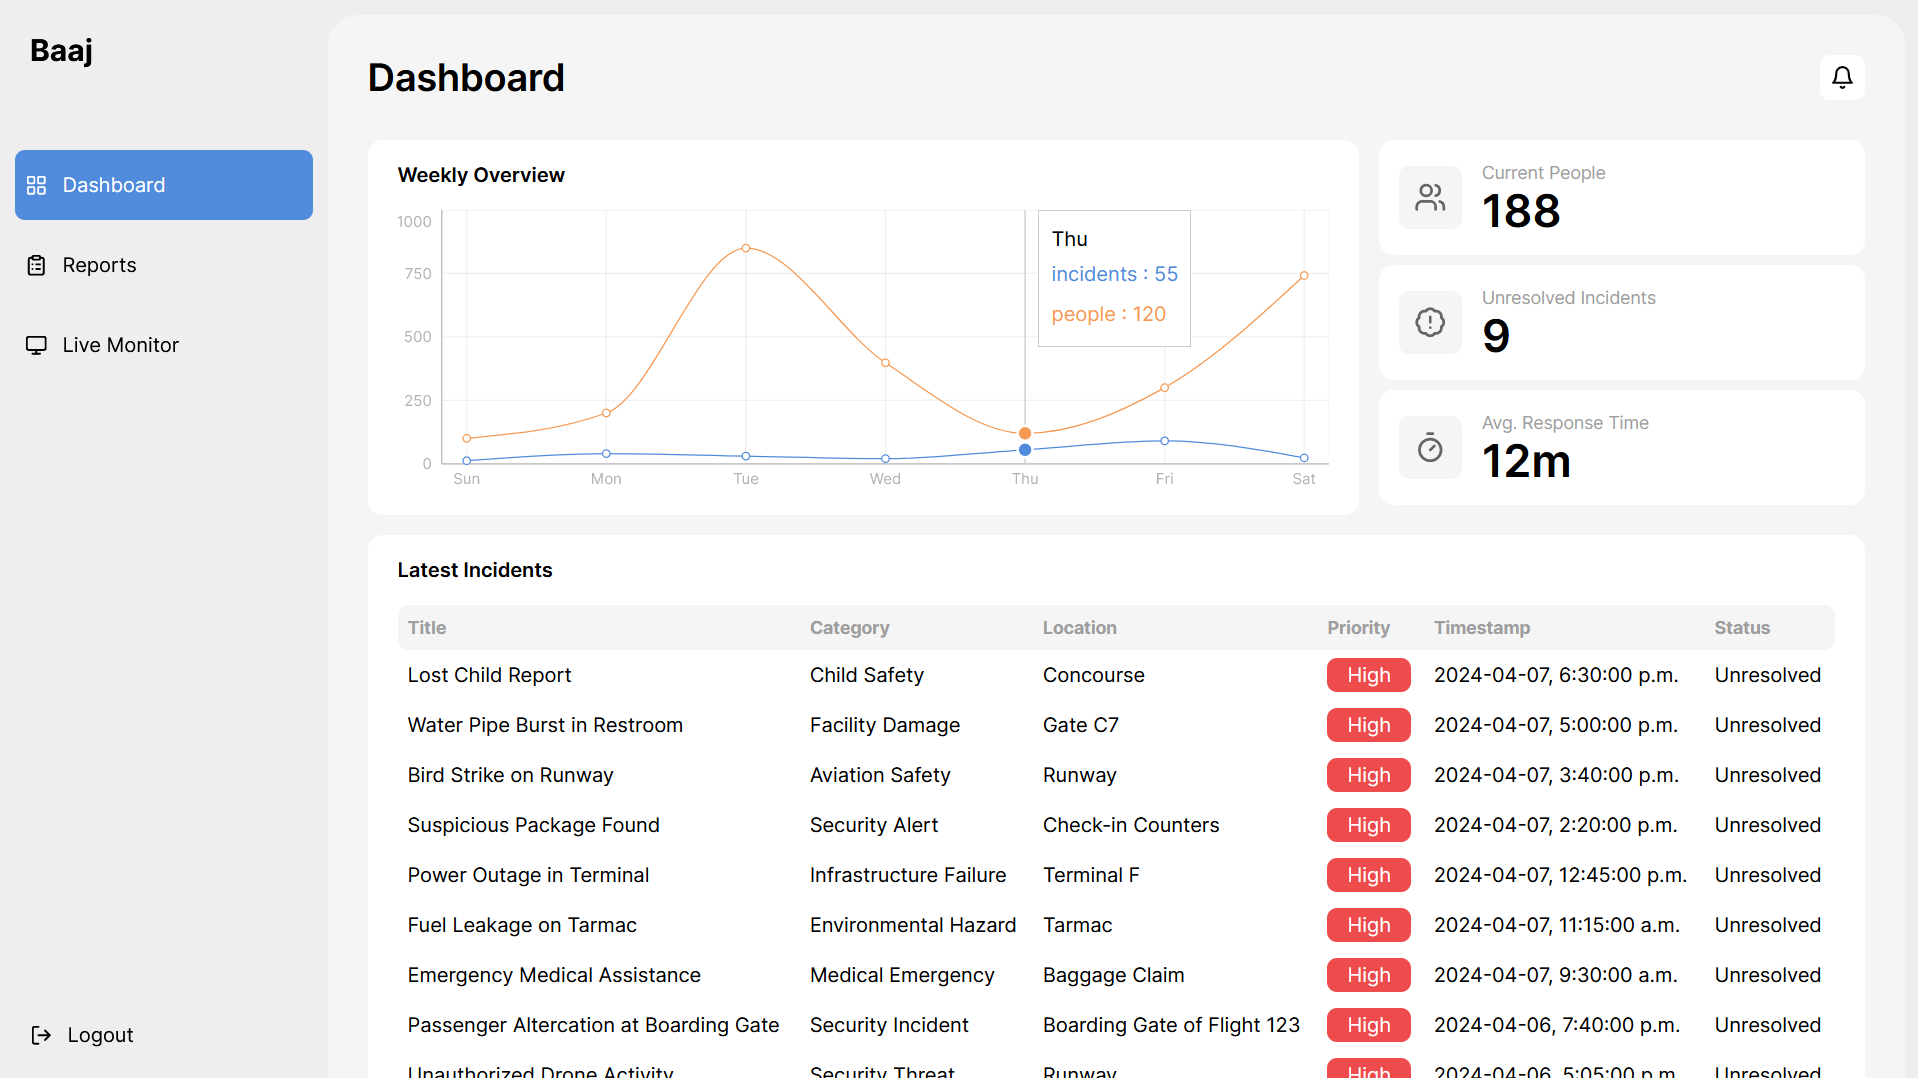 Baaj
Dashboard
Reports
Live Monitor
Logout
Dashboard
Weekly Overview
1000
750
500
250
0
Sun Mon Tue Wed Thu Fri Sat
Thu
incidents : 55
people : 120
Current People
188
Unresolved Incidents
9
Avg. Response Time
12m
Latest Incidents
Title Category Location Priority Timestamp Status
Lost Child Report Child Safety Concourse High 2024-04-07, 6:30:00 p.m. Unresolved
Water Pipe Burst in Restroom Facility Damage Gate C7 High 2024-04-07, 5:00:00 p.m. Unresolved
Bird Strike on Runway Aviation Safety Runway High 2024-04-07, 3:40:00 p.m. Unresolved
Suspicious Package Found Security Alert Check-in Counters High 2024-04-07, 2:20:00 p.m. Unresolved
Power Outage in Terminal Infrastructure Failure Terminal F High 2024-04-07, 12:45:00 p.m. Unresolved
Fuel Leakage on Tarmac Environmental Hazard Tarmac High 2024-04-07, 11:15:00 a.m. Unresolved
Emergency Medical Assistance Medical Emergency Baggage Claim High 2024-04-07, 9:30:00 a.m. Unresolved
Passenger Altercation at Boarding Gate Security Incident Boarding Gate of Flight 123 High 2024-04-06, 7:40:00 p.m. Unresolved
Unauthorized Drone Activity Security Threat Runway High 2024-04-06, 5:05:00 p.m. Unresolved